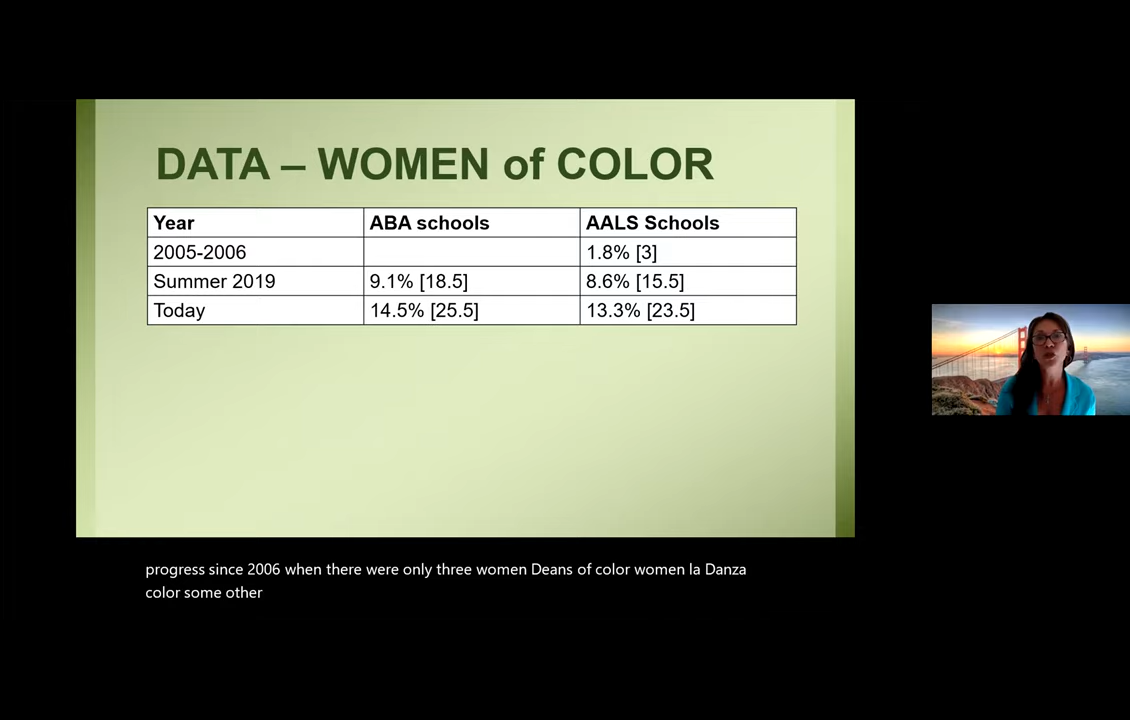 DATA – WOMEN of COLOR
Year ABA schools AALS Schools
2005-2006 1.8% [3]
Summer 2019 9.1% [18.5] 8.6% [15.5]
Today 14.5% [25.5] 13.3% [23.5]
progress since 2006 when there were only three women Deans of color women la Danza
color some other